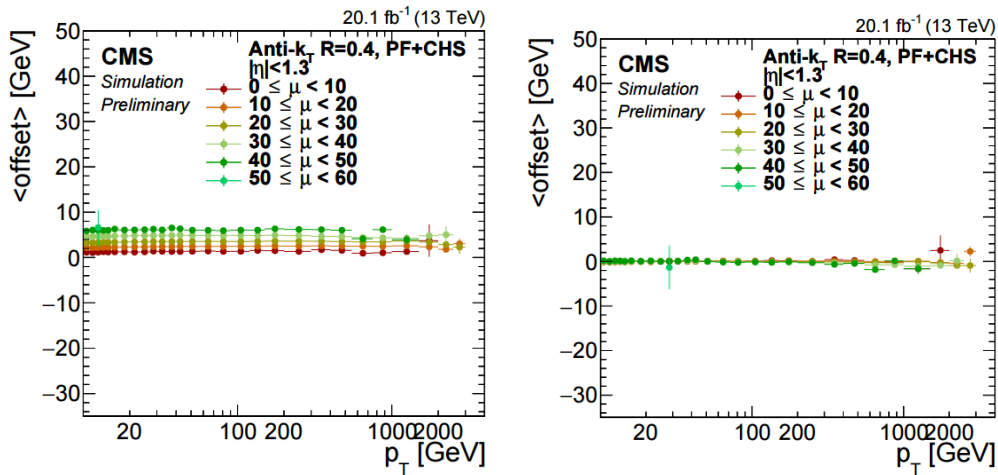 20.1 fb⁻¹ (13 TeV)
<offset> [GeV]
50
40
30
20
10
0
−10
−20
−30
CMS
Simulation
Preliminary
Anti-k_T R=0.4, PF+CHS
|η|<1.3
0 ≤ μ < 10
10 ≤ μ < 20
20 ≤ μ < 30
30 ≤ μ < 40
40 ≤ μ < 50
50 ≤ μ < 60
20 100 200 1000 2000
p_T [GeV]
20.1 fb⁻¹ (13 TeV)
<offset> [GeV]
50
40
30
20
10
0
−10
−20
−30
CMS
Simulation
Preliminary
Anti-k_T R=0.4, PF+CHS
|η|<1.3
0 ≤ μ < 10
10 ≤ μ < 20
20 ≤ μ < 30
30 ≤ μ < 40
40 ≤ μ < 50
50 ≤ μ < 60
20 100 200 1000 2000
p_T [GeV]